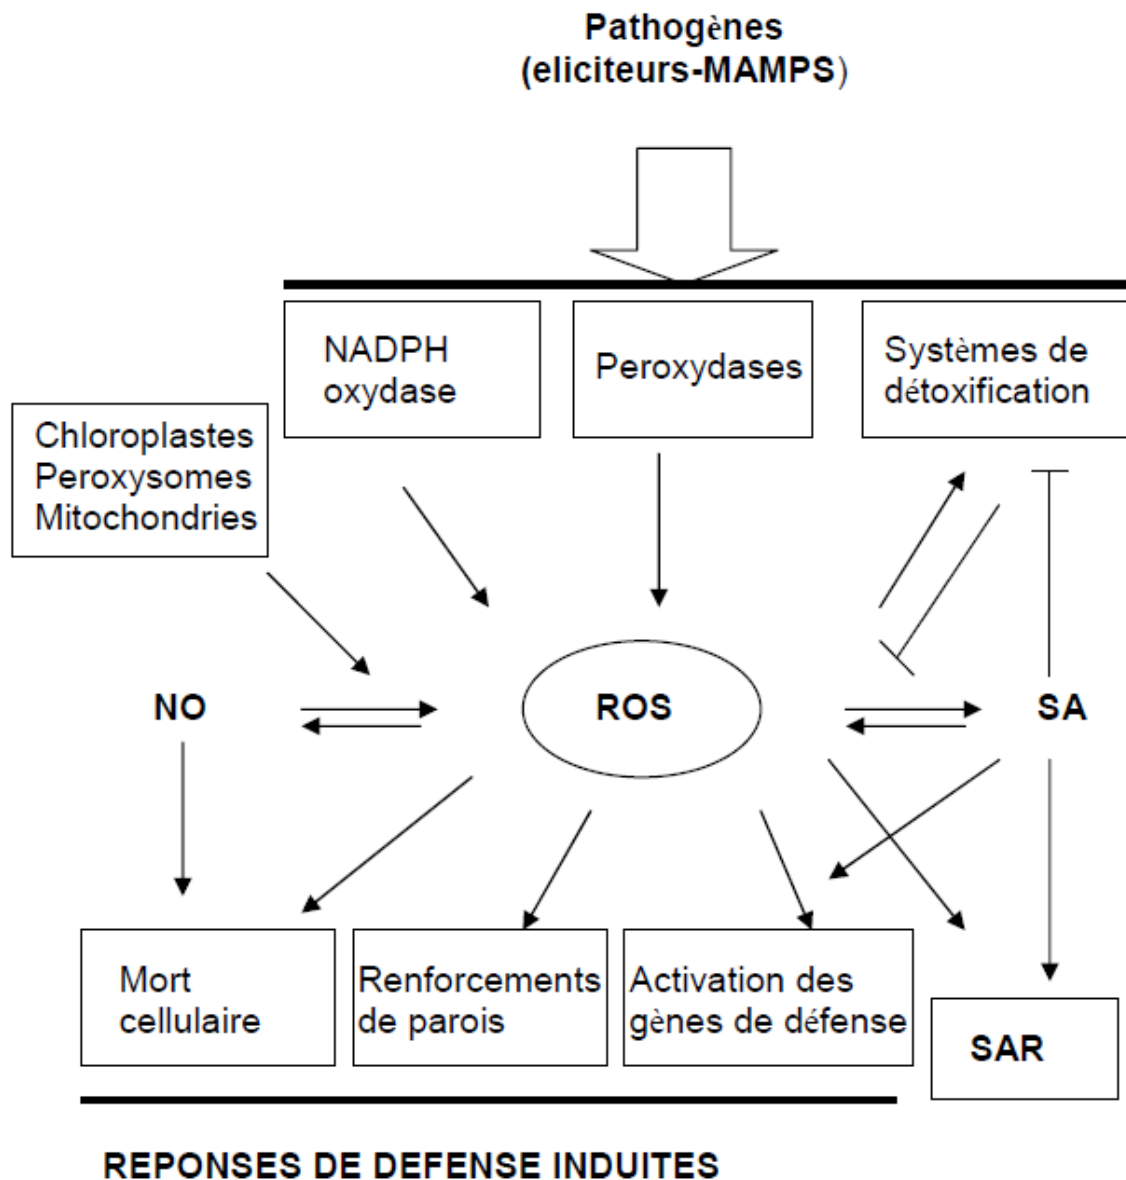 Pathogènes
(eliciteurs-MAMPS)
NADPH
oxydase
Peroxydases
Systèmes de
détoxification
Chloroplastes
Peroxysomes
Mitochondries
NO
ROS
SA
Mort
cellulaire
Renforcements
de parois
Activation des
gènes de défense
SAR
REPONSES DE DEFENSE INDUITES